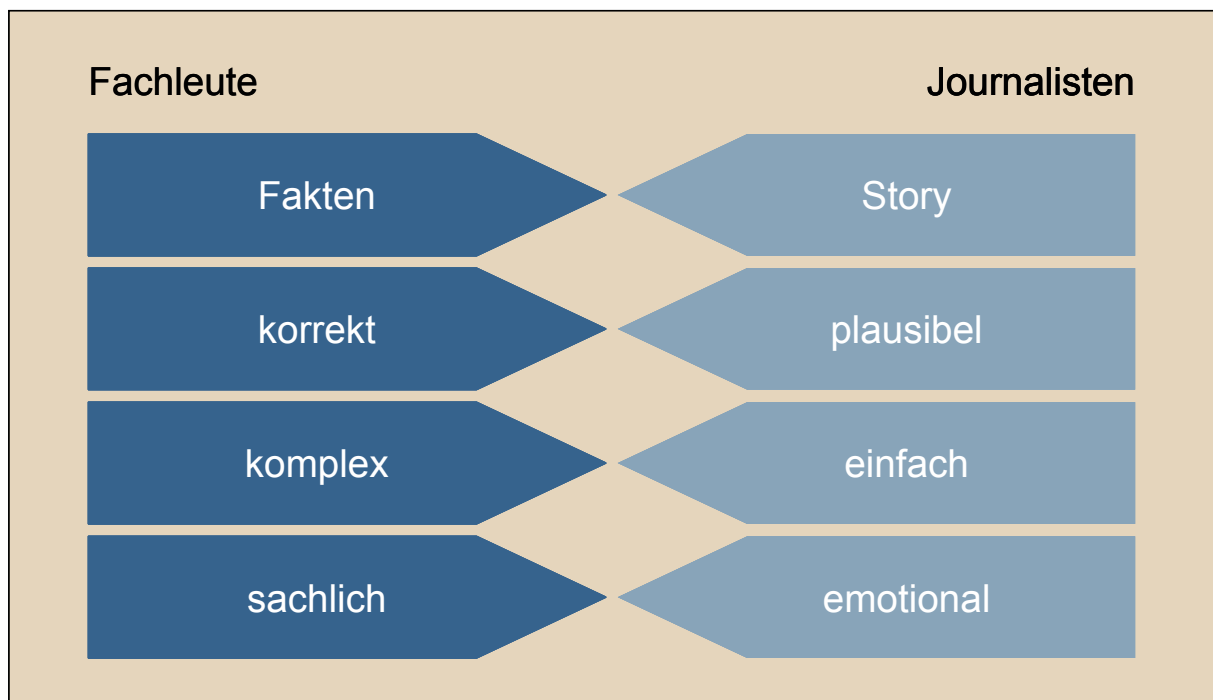 Fachleute
Journalisten
Fakten
Story
korrekt
plausibel
komplex
einfach
sachlich
emotional